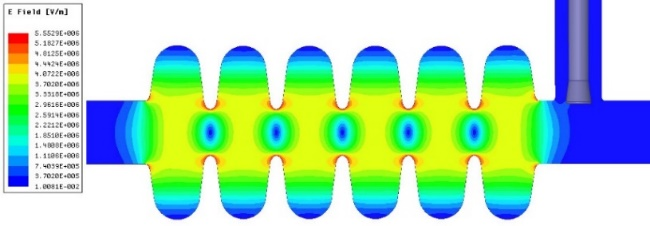 E Field [V/m]
5.5529E+006
5.1827E+006
4.8125E+006
4.4424E+006
4.0722E+006
3.7020E+006
3.3318E+006
2.9616E+006
2.5914E+006
2.2212E+006
1.8510E+006
1.4808E+006
1.1106E+006
7.4039E+005
3.7020E+005
1.0081E+002